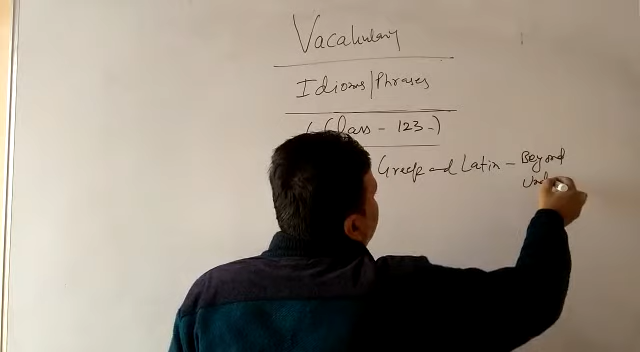 Vacabulary
Idioms/Phrases
(Class - 123-)
Greek and Latin - Beyond